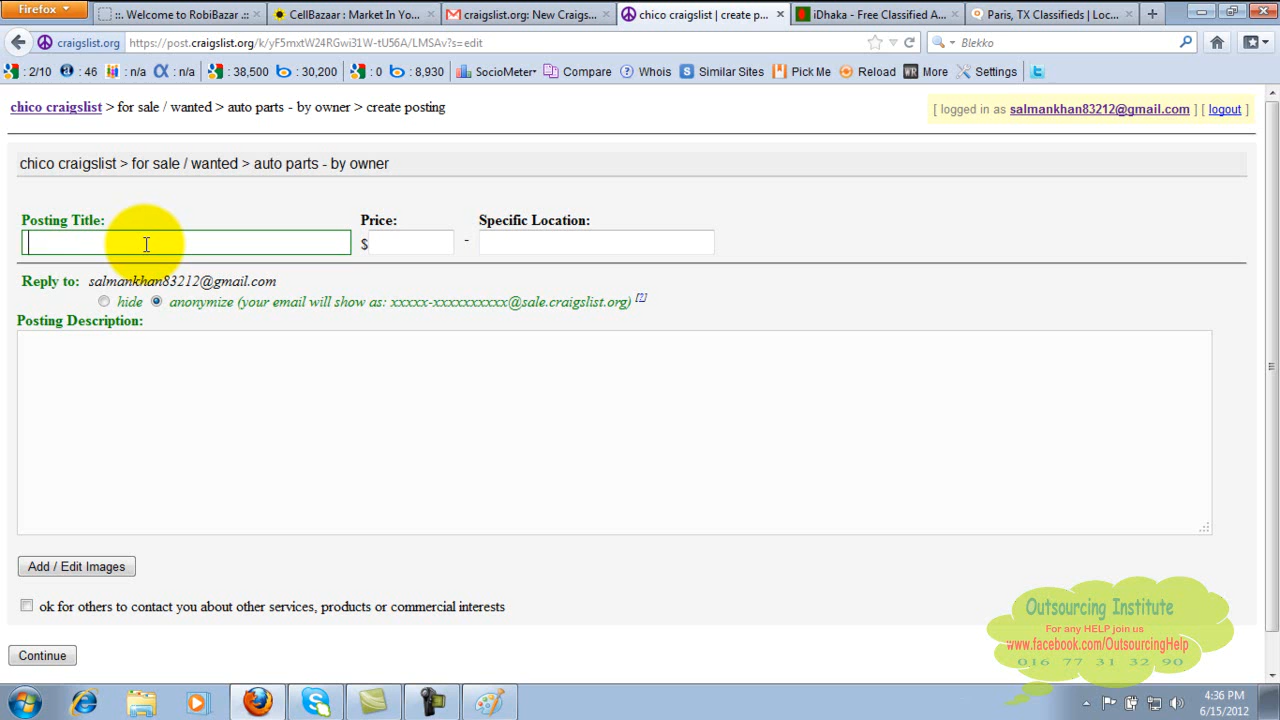 Firefox
:: Welcome to RobiBazar ::
CellBazaar : Market In Yo...
craigslist.org: New Craigs...
chico craigslist | create p...
iDhaka - Free Classified A...
Paris, TX Classifieds | Loc...
craigslist.org https://post.craigslist.org/k/yF5mxtW24RGwi31W-tU56A/LMSAv?s=edit
Blekko
: 2/10 : 46 : n/a : n/a : 38,500 : 30,200 : 0 : 8,930 SocioMeter Compare Whois Similar Sites Pick Me Reload WR More Settings
chico craigslist > for sale / wanted > auto parts - by owner > create posting
[ logged in as salmankhan83212@gmail.com ] [ logout ]
chico craigslist > for sale / wanted > auto parts - by owner
Posting Title: Price: Specific Location:
$ -
Reply to: salmankhan83212@gmail.com
hide anonymize (your email will show as: xxxxx-xxxxxxxxxx@sale.craigslist.org) [?]
Posting Description:
Add / Edit Images
ok for others to contact you about other services, products or commercial interests
Continue
Outsourcing Institute
For any HELP join us
www.facebook.com/OutsourcingHelp
016 77 31 32 90
4:36 PM
6/15/2012